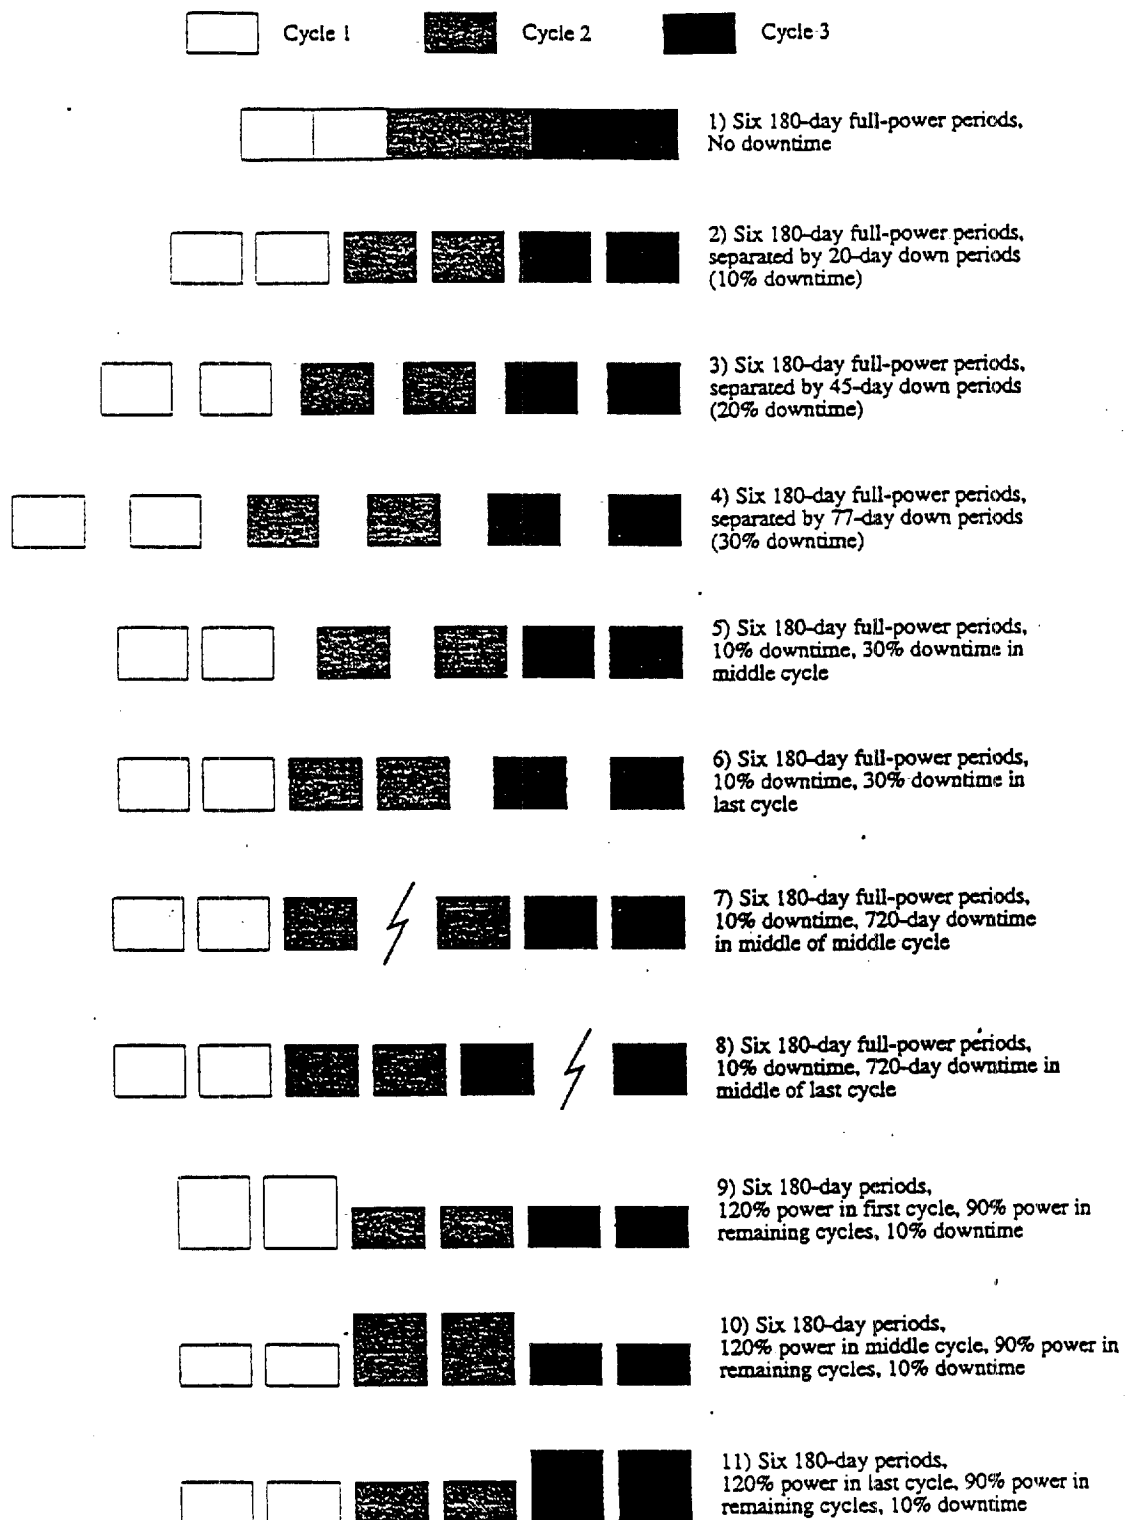 Cycle 1 Cycle 2 Cycle 3
1) Six 180-day full-power periods,
No downtime
2) Six 180-day full-power periods,
separated by 20-day down periods
(10% downtime)
3) Six 180-day full-power periods,
separated by 45-day down periods
(20% downtime)
4) Six 180-day full-power periods,
separated by 77-day down periods
(30% downtime)
5) Six 180-day full-power periods,
10% downtime, 30% downtime in
middle cycle
6) Six 180-day full-power periods,
10% downtime, 30% downtime in
last cycle
7) Six 180-day full-power periods,
10% downtime, 720-day downtime
in middle of middle cycle
8) Six 180-day full-power periods,
10% downtime, 720-day downtime in
middle of last cycle
9) Six 180-day periods,
120% power in first cycle, 90% power in
remaining cycles, 10% downtime
10) Six 180-day periods,
120% power in middle cycle, 90% power in
remaining cycles, 10% downtime
11) Six 180-day periods,
120% power in last cycle, 90% power in
remaining cycles, 10% downtime